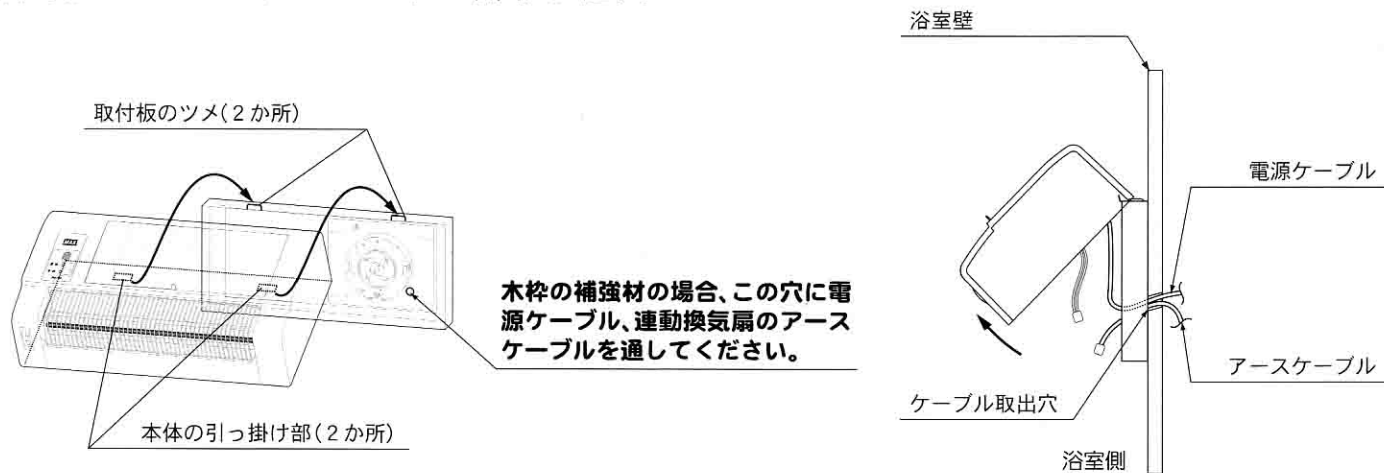 取付板のツメ(2か所)
木枠の補強材の場合、この穴に電
源ケーブル、連動換気扇のアース
ケーブルを通してください。
本体の引っ掛け部(2か所)
浴室壁
電源ケーブル
アースケーブル
ケーブル取出穴
浴室側